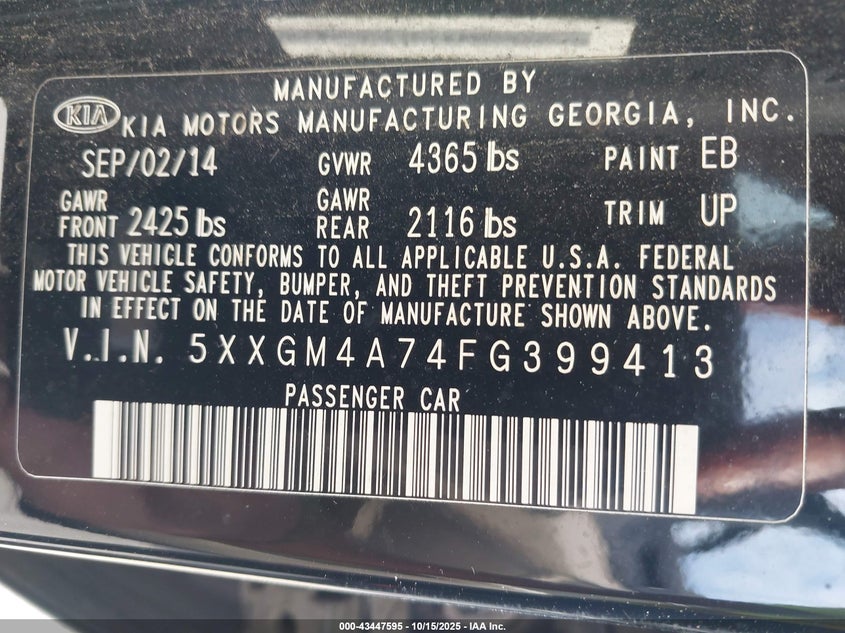 MANUFACTURED BY
KIA KIA MOTORS MANUFACTURING GEORGIA, INC.
SEP/02/14 GVWR 4365 lbs PAINT EB
GAWR FRONT 2425 lbs GAWR REAR 2116 lbs TRIM UP
THIS VEHICLE CONFORMS TO ALL APPLICABLE U.S.A. FEDERAL
MOTOR VEHICLE SAFETY, BUMPER, AND THEFT PREVENTION STANDARDS
IN EFFECT ON THE DATE OF MANUFACTURE SHOWN ABOVE.
V.I.N. 5XXGM4A74FG399413
PASSENGER CAR
000-43447595 - 10/15/2025 - IAA Inc.